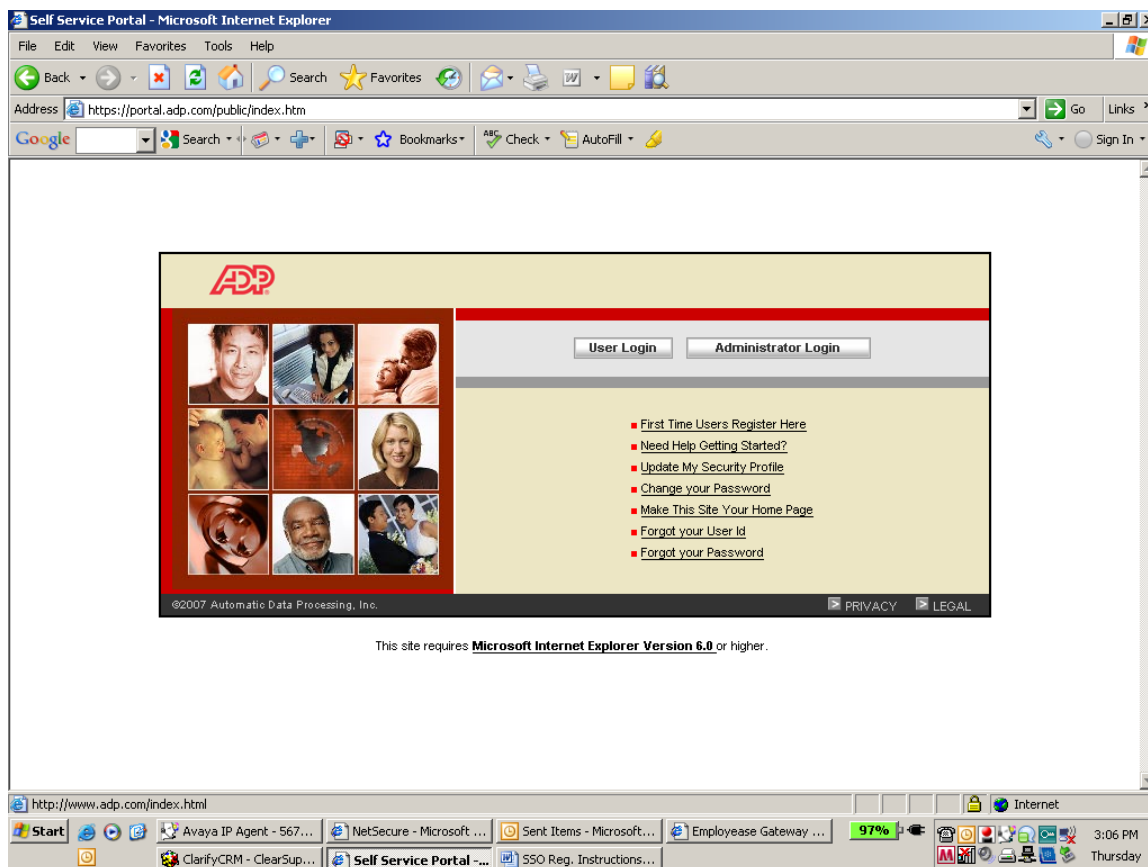 Self Service Portal - Microsoft Internet Explorer
File Edit View Favorites Tools Help
Back Search Favorites
Address https://portal.adp.com/public/index.htm Go Links
Google Search Bookmarks Check AutoFill Sign In
ADP
User Login Administrator Login
First Time Users Register Here
Need Help Getting Started?
Update My Security Profile
Change your Password
Make This Site Your Home Page
Forgot your User Id
Forgot your Password
©2007 Automatic Data Processing, Inc. PRIVACY LEGAL
This site requires Microsoft Internet Explorer Version 6.0 or higher.
http://www.adp.com/index.html Internet
Start Avaya IP Agent - 567... NetSecure - Microsoft ... Sent Items - Microsoft... Employease Gateway ... 97% 3:06 PM
ClarifyCRM - ClearSup... Self Service Portal -... SSO Reg. Instructions... Thursday